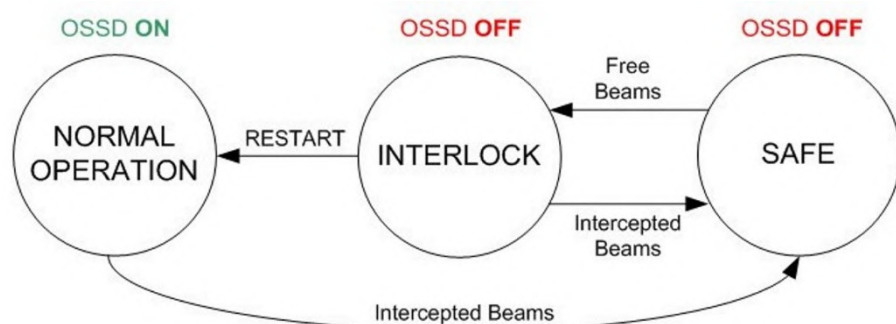 OSSD ON
OSSD OFF
OSSD OFF
NORMAL
OPERATION
RESTART
INTERLOCK
Free
Beams
SAFE
Intercepted
Beams
Intercepted Beams